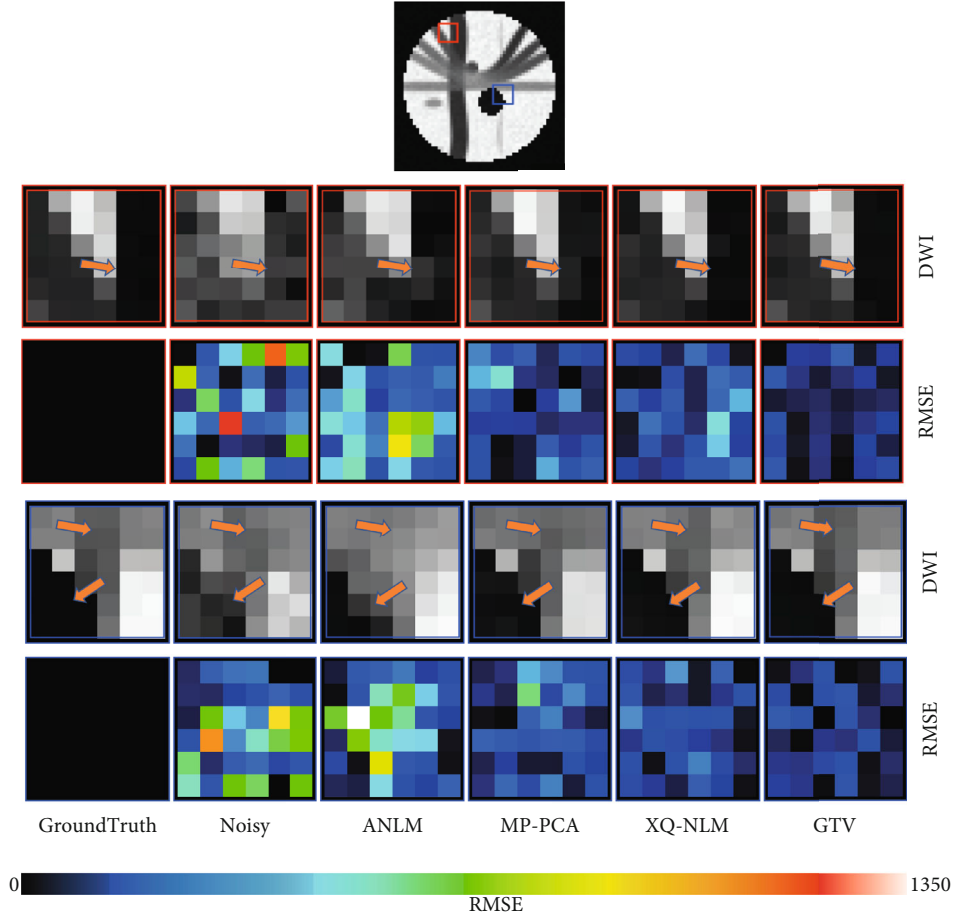 DWI
RMSE
DWI
RMSE
GroundTruth Noisy ANLM MP-PCA XQ-NLM GTV
0 1350
RMSE